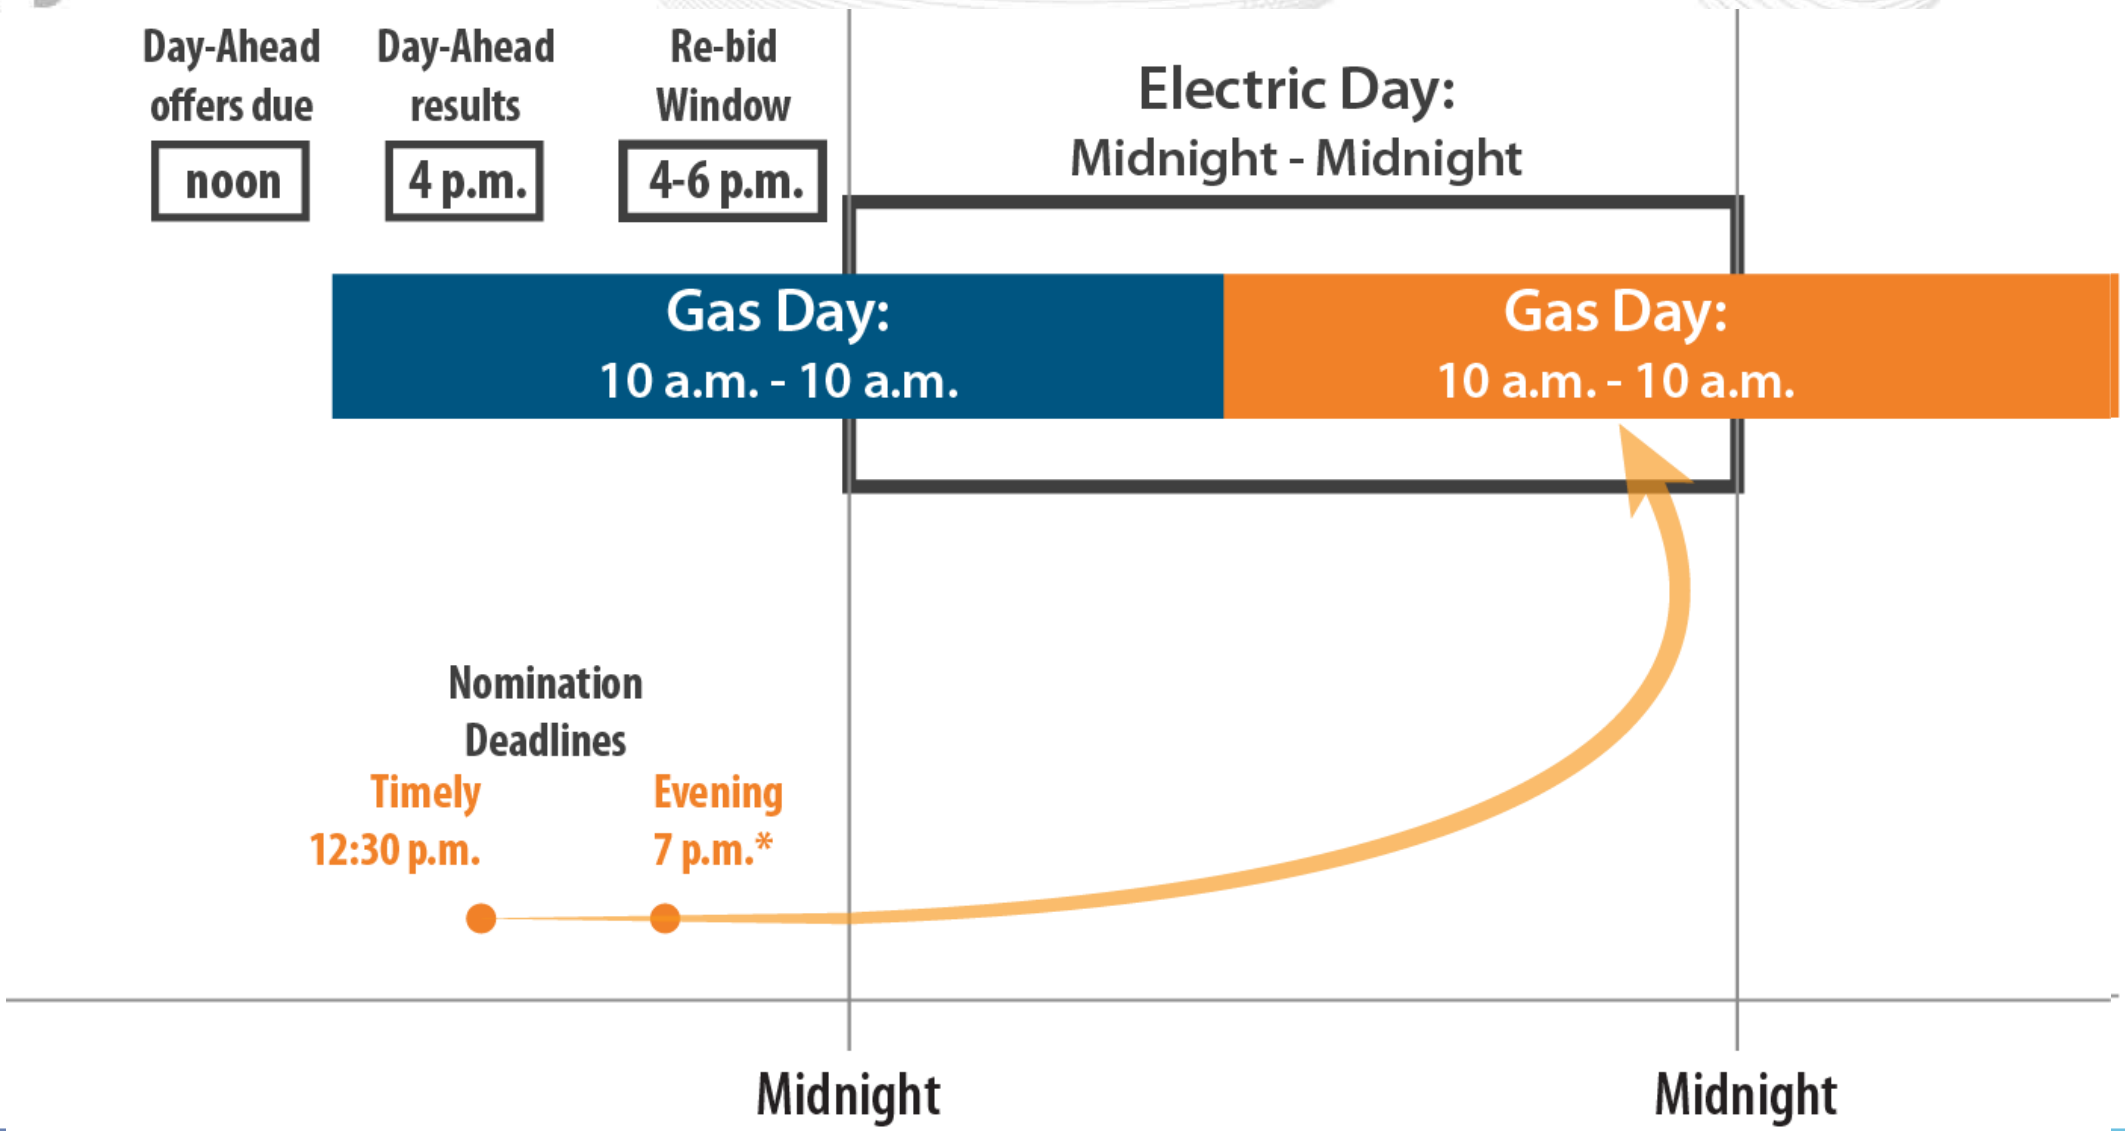 Day-Ahead
offers due
noon
Day-Ahead
results
4 p.m.
Re-bid
Window
4-6 p.m.
Electric Day:
Midnight - Midnight
Gas Day:
10 a.m. - 10 a.m.
Gas Day:
10 a.m. - 10 a.m.
Nomination
Deadlines
Timely
12:30 p.m.
Evening
7 p.m.*
Midnight
Midnight